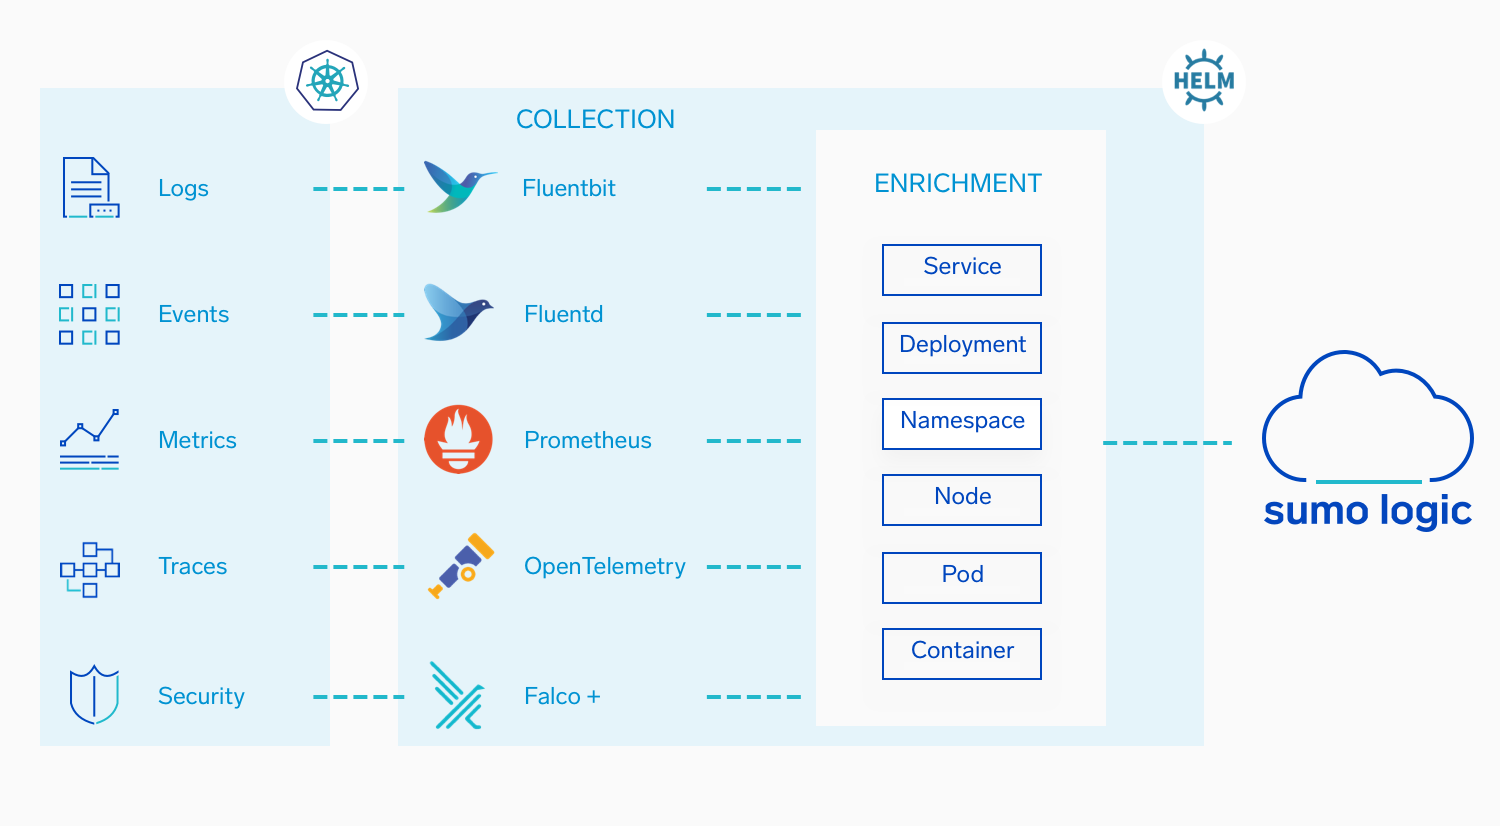 HELM
COLLECTION
Logs
Fluentbit
Events
Fluentd
Metrics
Prometheus
Traces
OpenTelemetry
Security
Falco +
ENRICHMENT
Service
Deployment
Namespace
Node
Pod
Container
sumo logic